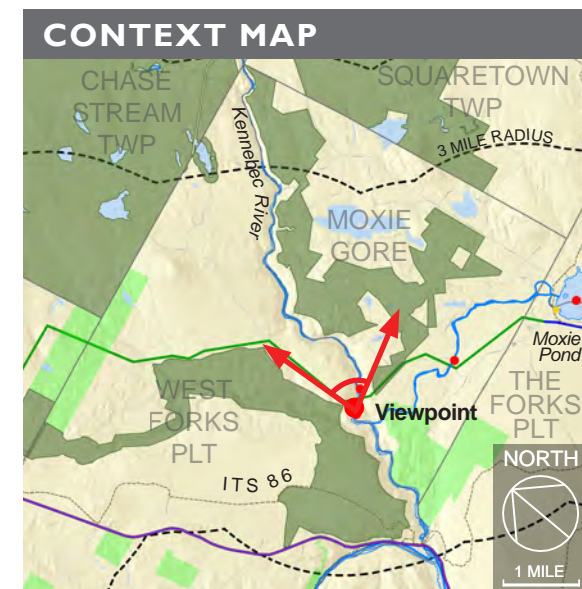 CONTEXT MAP
CHASE
STREAM
TWP
SQUARETOWN
TWP
3 MILE RADIUS
Kennebec River
MOXIE
GORE
Moxie
Pond
WEST
FORKS
PLT
Viewpoint
THE
FORKS
PLT
ITS 86
NORTH
1 MILE